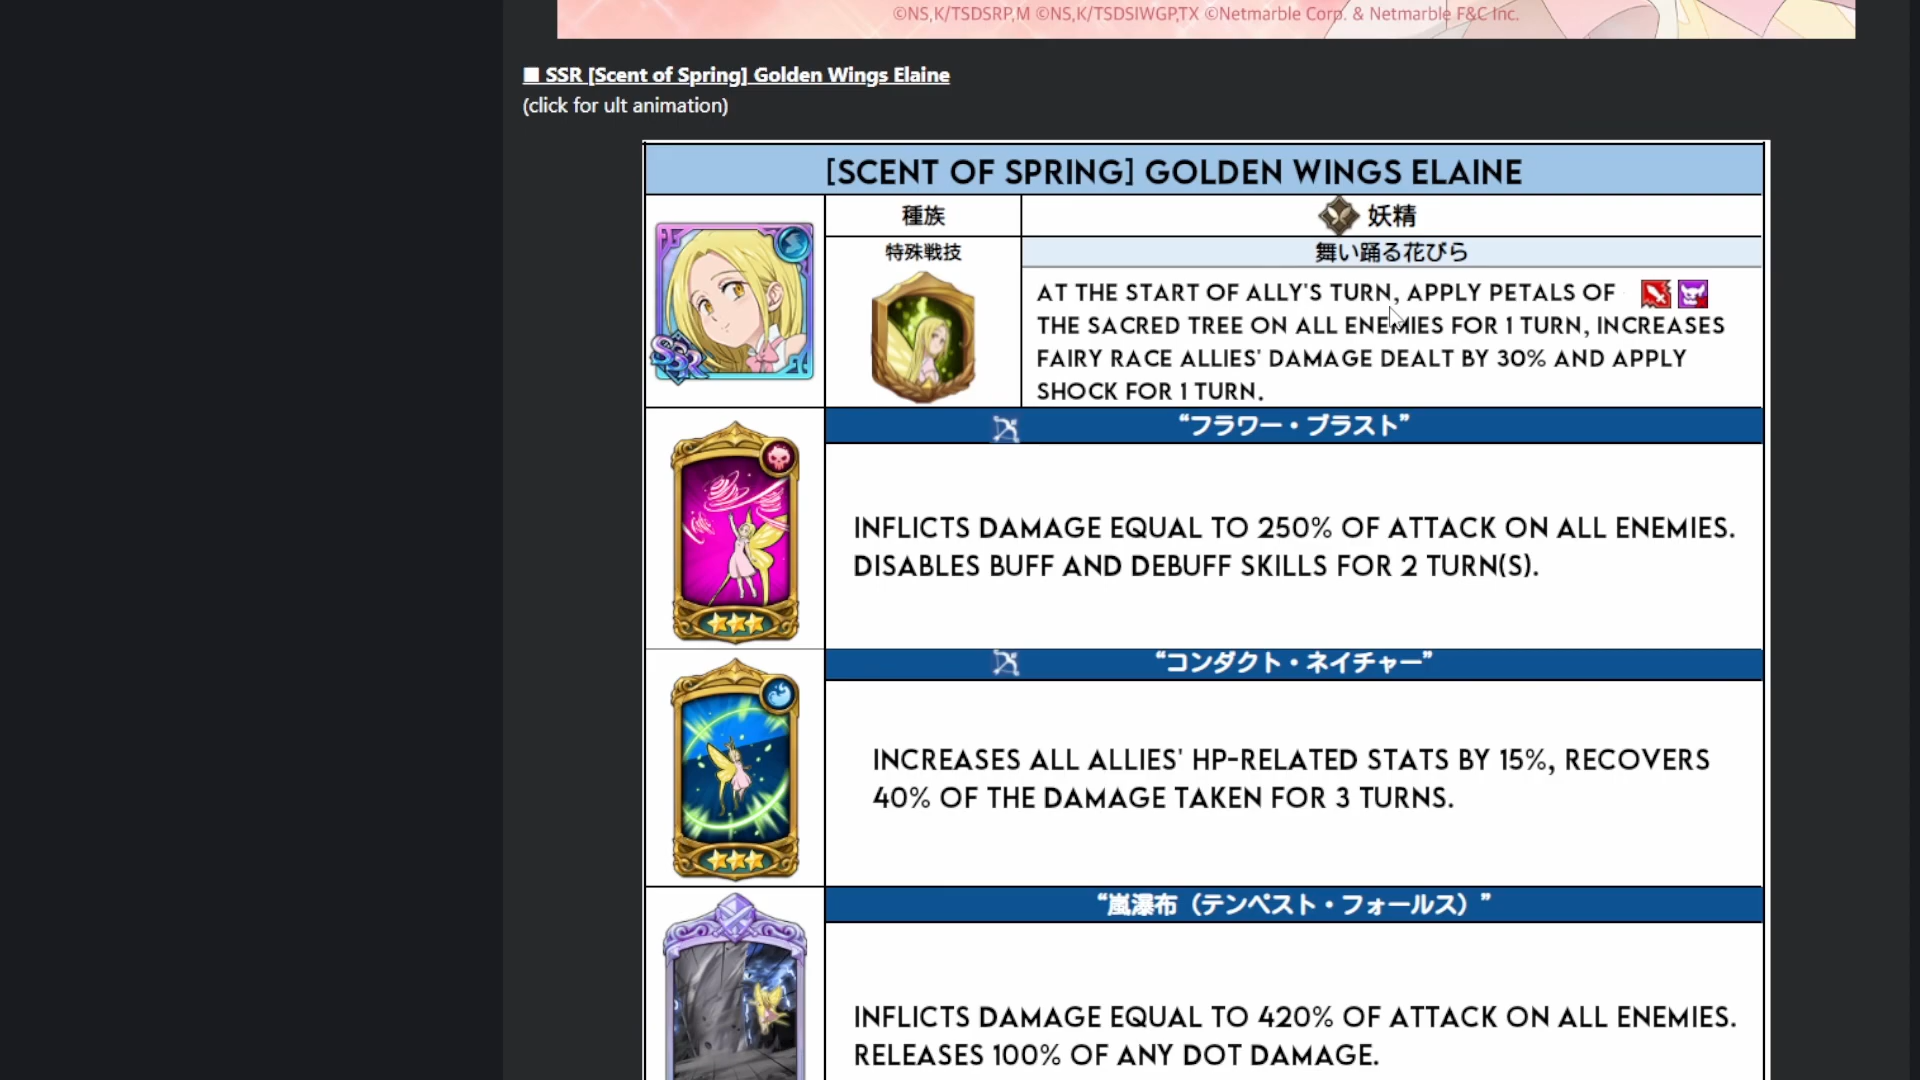 ©NS,K/TSDSRP,M ©NS,K/TSDSIWGP,TX ©Netmarble Corp. & Netmarble F&C Inc.
■ SSR [Scent of Spring] Golden Wings Elaine
(click for ult animation)
[SCENT OF SPRING] GOLDEN WINGS ELAINE
種族
妖精
特殊戦技
舞い踊る花びら
SSR
AT THE START OF ALLY'S TURN, APPLY PETALS OF
THE SACRED TREE ON ALL ENEMIES FOR 1 TURN, INCREASES
FAIRY RACE ALLIES' DAMAGE DEALT BY 30% AND APPLY
SHOCK FOR 1 TURN.
“フラワー・ブラスト”
INFLICTS DAMAGE EQUAL TO 250% OF ATTACK ON ALL ENEMIES.
DISABLES BUFF AND DEBUFF SKILLS FOR 2 TURN(S).
“コンダクト・ネイチャー”
INCREASES ALL ALLIES' HP-RELATED STATS BY 15%, RECOVERS
40% OF THE DAMAGE TAKEN FOR 3 TURNS.
“嵐瀑布（テンペスト・フォールス）”
INFLICTS DAMAGE EQUAL TO 420% OF ATTACK ON ALL ENEMIES.
RELEASES 100% OF ANY DOT DAMAGE.